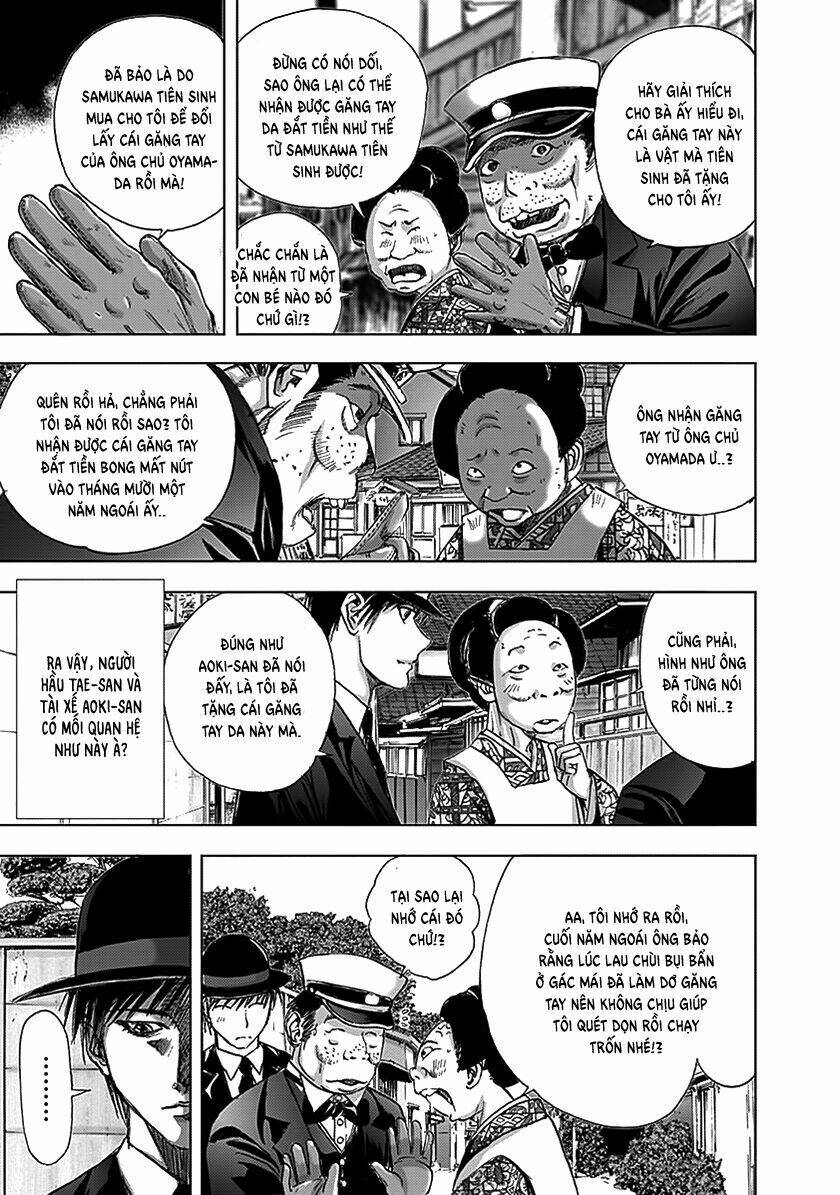 HÃY GIẢI THÍCH
CHO BÀ ẤY HIỂU ĐI,
CÁI GĂNG TAY NÀY
LÀ VẬT MÀ TIÊN
SINH ĐÃ TẶNG
CHO TÔI ẤY!
ĐỪNG CÓ NÓI DỐI,
SAO ÔNG LẠI CÓ THỂ
NHẬN ĐƯỢC GĂNG TAY
DA ĐẮT TIỀN NHƯ THẾ
TỪ SAMUKAWA TIÊN
SINH ĐƯỢC!
CHẮC CHẮN LÀ
ĐÃ NHẬN TỪ MỘT
CON BÉ NÀO ĐÓ
CHỨ GÌ!?
ĐÃ BẢO LÀ DO
SAMUKAWA TIÊN SINH
MUA CHO TÔI ĐỂ ĐỔI
LẤY CÁI GĂNG TAY
CỦA ÔNG CHỦ OYAMA-
DA RỒI MÀ!
ÔNG NHẬN GĂNG
TAY TỪ ÔNG CHỦ
OYAMADA Ư..?
QUÊN RỒI HẢ, CHẲNG PHẢI
TÔI ĐÃ NÓI RỒI SAO? TÔI
NHẬN ĐƯỢC CÁI GĂNG TAY
ĐẮT TIỀN BONG MẤT NÚT
VÀO THÁNG MƯỜI MỘT
NĂM NGOÁI ẤY..
CŨNG PHẢI,
HÌNH NHƯ ÔNG
ĐÃ TỪNG NÓI
RỒI NHỈ..?
ĐÚNG NHƯ
AOKI-SAN ĐÃ NÓI
ĐẤY, LÀ TÔI ĐÃ
TẶNG CÁI GĂNG
TAY DA NÀY MÀ.
RA VẬY, NGƯỜI
HẦU TAE-SAN VÀ
TÀI XẾ AOKI-SAN
CÓ MỐI QUAN HỆ
NHƯ NÀY À?
AA, TÔI NHỚ RA RỒI,
CUỐI NĂM NGOÁI ÔNG BẢO
RẰNG LÚC LAU CHÙI BỤI BẨN
Ở GÁC MÁI ĐÃ LÀM DƠ GĂNG
TAY NÊN KHÔNG CHỊU GIÚP
TÔI QUÉT DỌN RỒI CHẠY
TRỐN NHÉ!?
TẠI SAO LẠI
NHỚ CÁI ĐÓ
CHỨ!?
.........